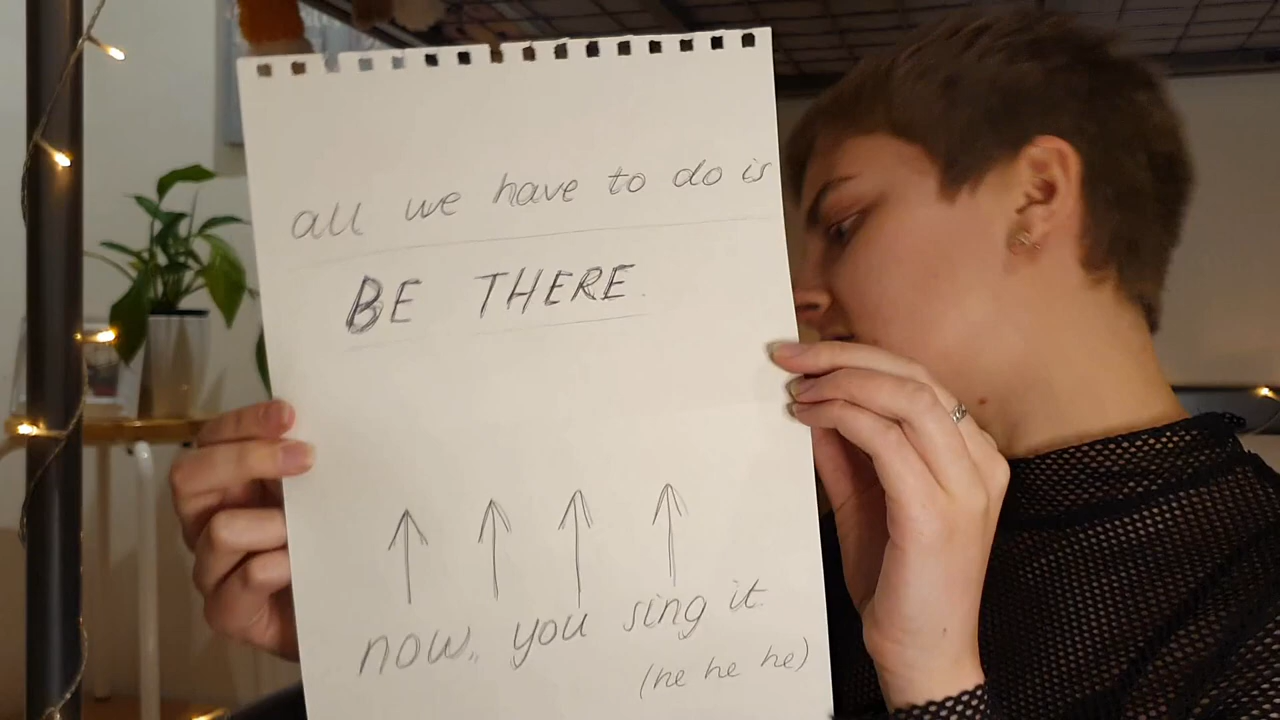 all we have to do is
BE THERE.
now, you sing it.
(he he he)